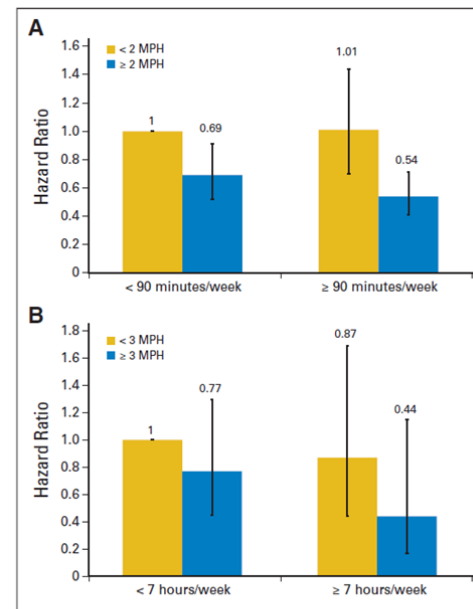 A
1.6
< 2 MPH
≥ 2 MPH
1.4
1.2
1.0
0.8
0.6
0.4
0.2
0
Hazard Ratio
1
0.69
1.01
0.54
< 90 minutes/week
≥ 90 minutes/week
B
1.8
< 3 MPH
≥ 3 MPH
1.6
1.4
1.2
1.0
0.8
0.6
0.4
0.2
0
Hazard Ratio
1
0.77
0.87
0.44
< 7 hours/week
≥ 7 hours/week